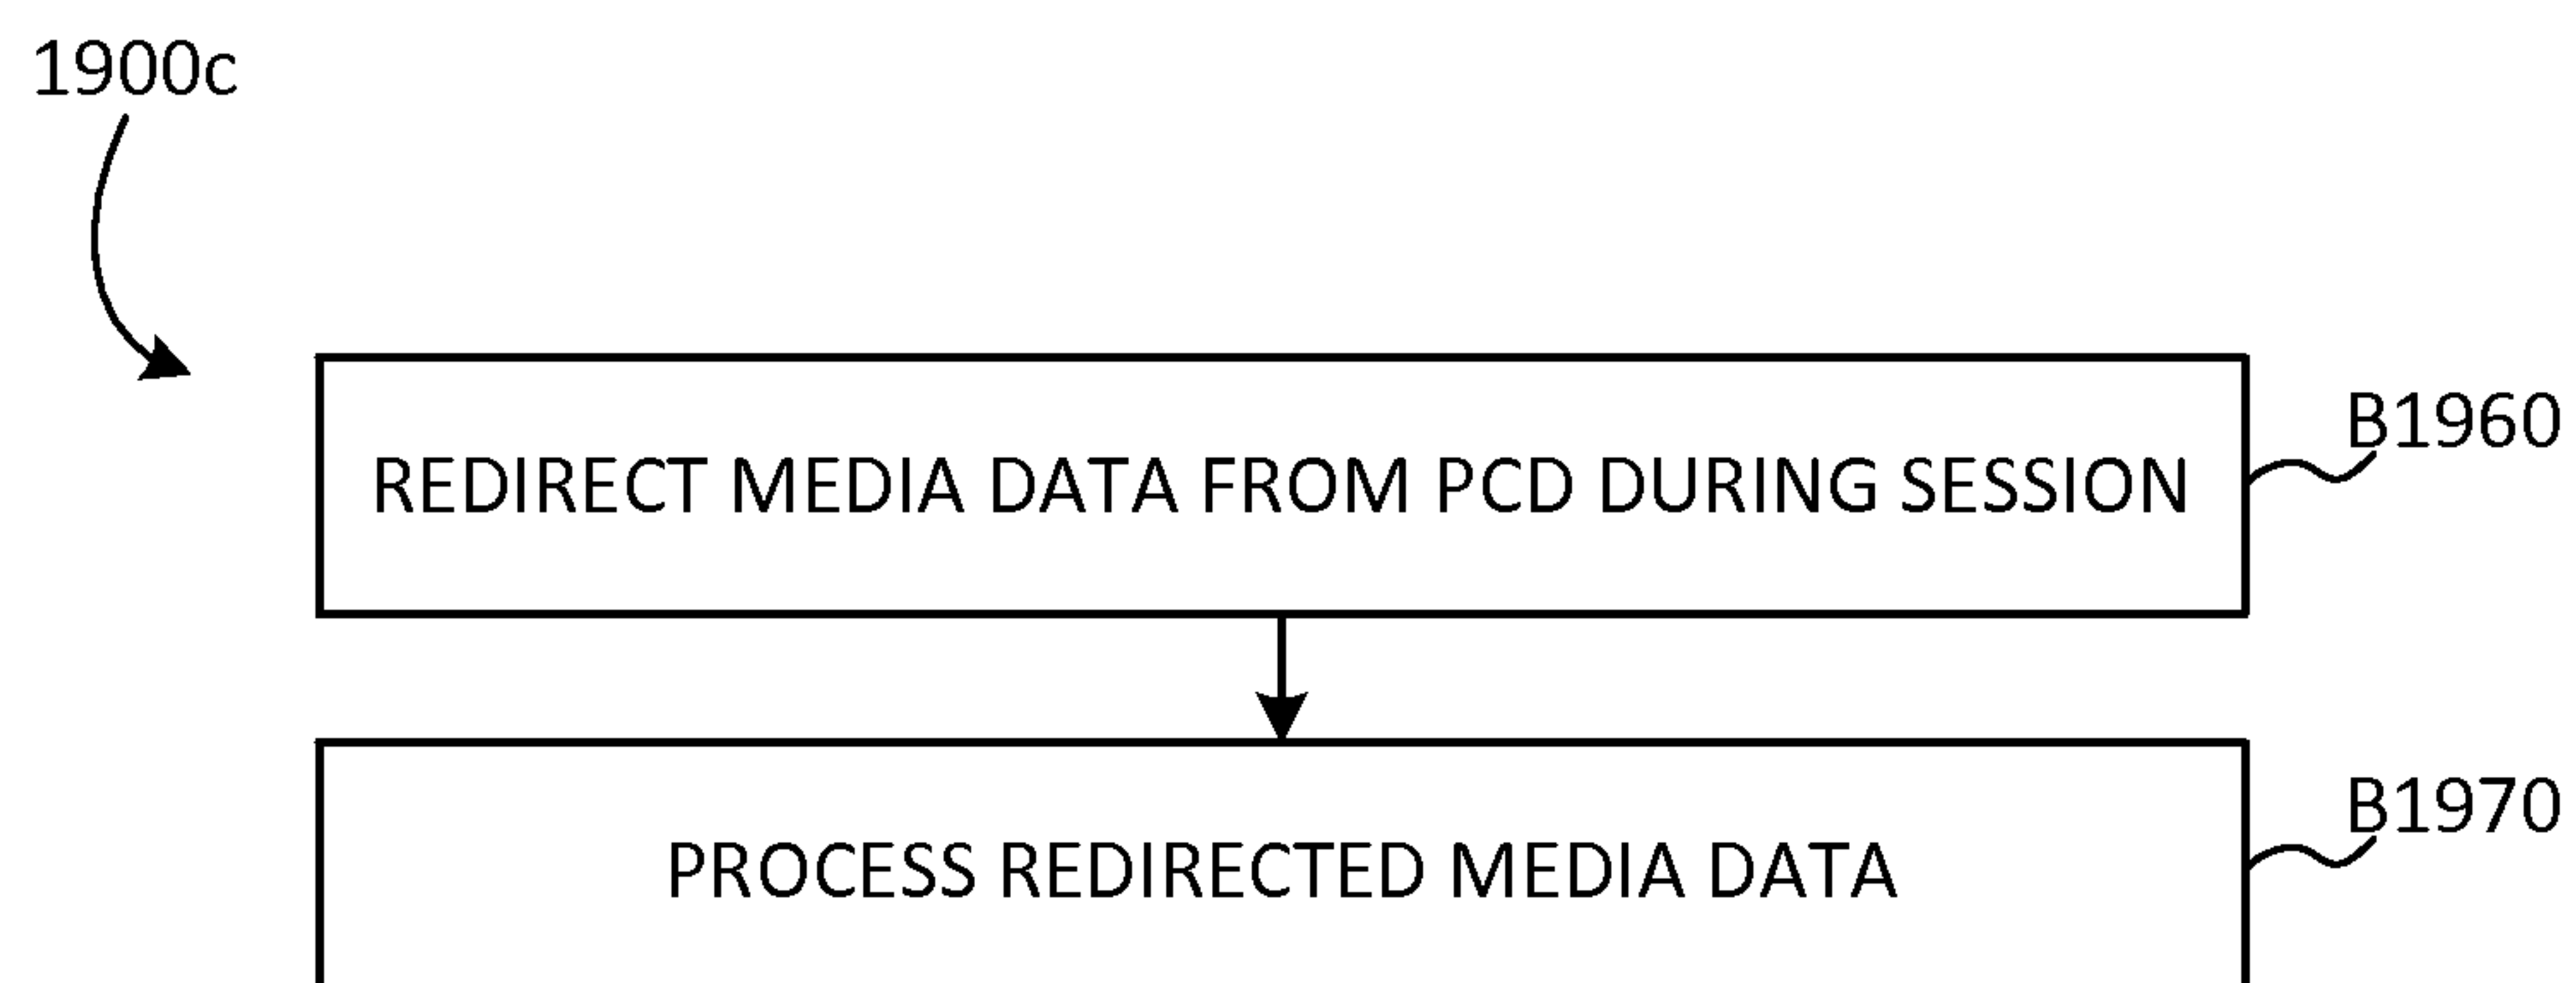 1900c
B1960
REDIRECT MEDIA DATA FROM PCD DURING SESSION
B1970
PROCESS REDIRECTED MEDIA DATA